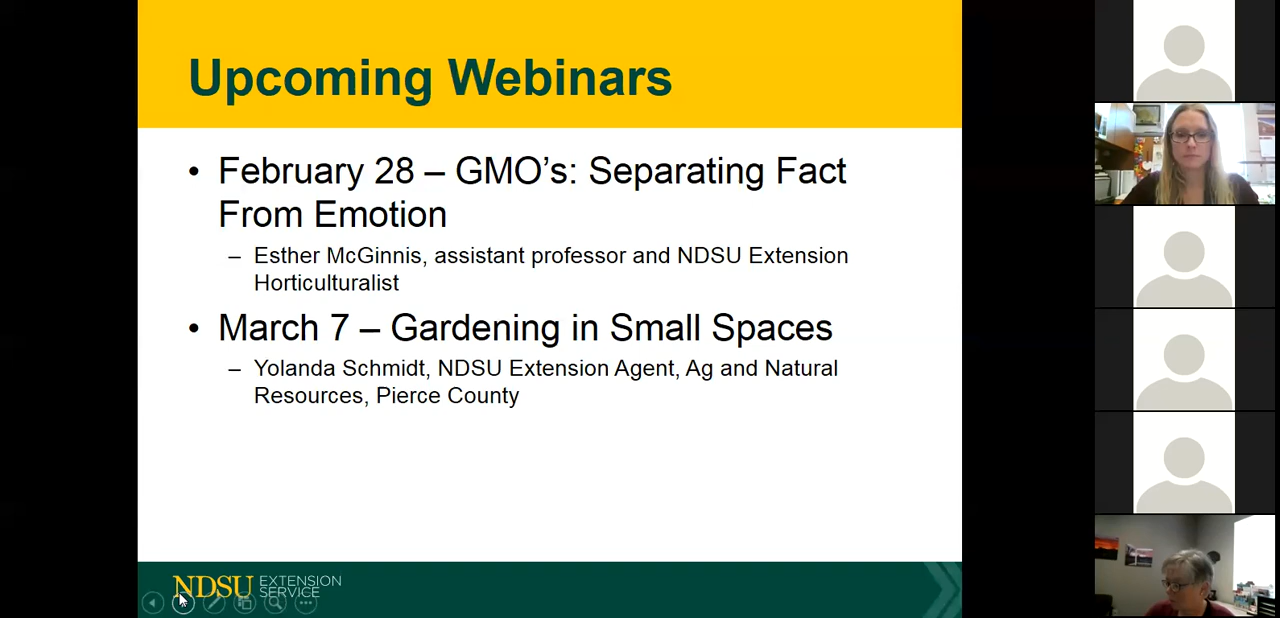 Upcoming Webinars
• February 28 – GMO’s: Separating Fact
From Emotion
– Esther McGinnis, assistant professor and NDSU Extension
Horticulturalist
• March 7 – Gardening in Small Spaces
– Yolanda Schmidt, NDSU Extension Agent, Ag and Natural
Resources, Pierce County
NDSU EXTENSION
SERVICE